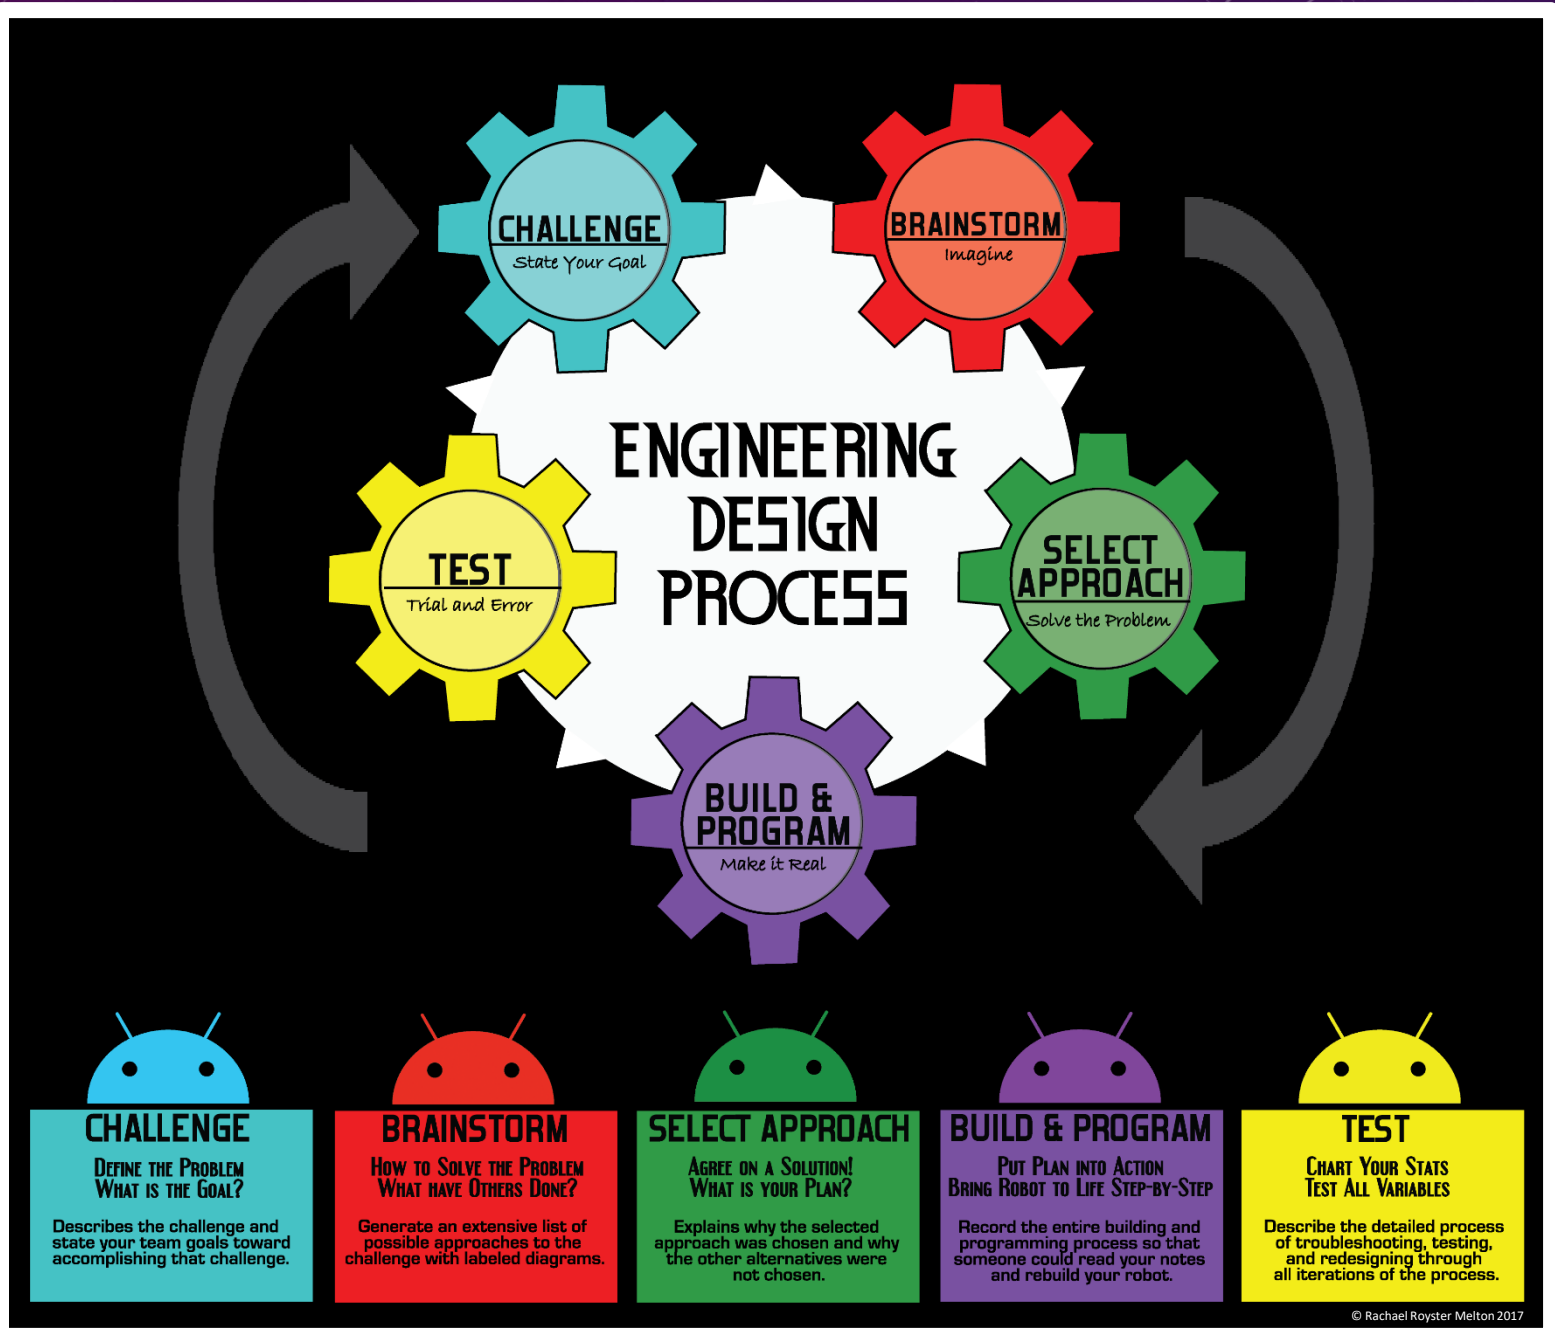 CHALLENGE
State Your Goal
BRAINSTORM
Imagine
ENGINEERING
DESIGN
PROCESS
TEST
Trial and Error
SELECT
APPROACH
Solve the Problem
BUILD &
PROGRAM
Make it Real
CHALLENGE
DEFINE THE PROBLEM
WHAT IS THE GOAL?
Describes the challenge and
state your team goals toward
accomplishing that challenge.
BRAINSTORM
HOW TO SOLVE THE PROBLEM
WHAT HAVE OTHERS DONE?
Generate an extensive list of
possible approaches to the
challenge with labeled diagrams.
SELECT APPROACH
AGREE ON A SOLUTION!
WHAT IS YOUR PLAN?
Explains why the selected
approach was chosen and why
the other alternatives were
not chosen.
BUILD & PROGRAM
PUT PLAN INTO ACTION
BRING ROBOT TO LIFE STEP-BY-STEP
Record the entire building and
programming process so that
someone could read your notes
and rebuild your robot.
TEST
CHART YOUR STATS
TEST ALL VARIABLES
Describe the detailed process
of troubleshooting, testing,
and redesigning through
all iterations of the process.
© Rachael Royster Melton 2017